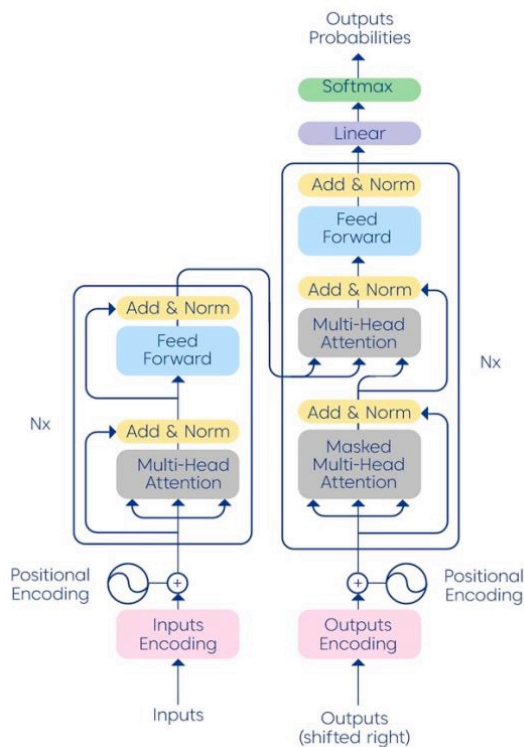 Outputs
Probabilities
Softmax
Linear
Add & Norm
Feed
Forward
Add & Norm
Multi-Head
Attention
Nx
Add & Norm
Masked
Multi-Head
Attention
Add & Norm
Feed
Forward
Nx
Add & Norm
Multi-Head
Attention
Positional
Encoding
+
+
Positional
Encoding
Inputs
Encoding
Outputs
Encoding
Inputs
Outputs
(shifted right)